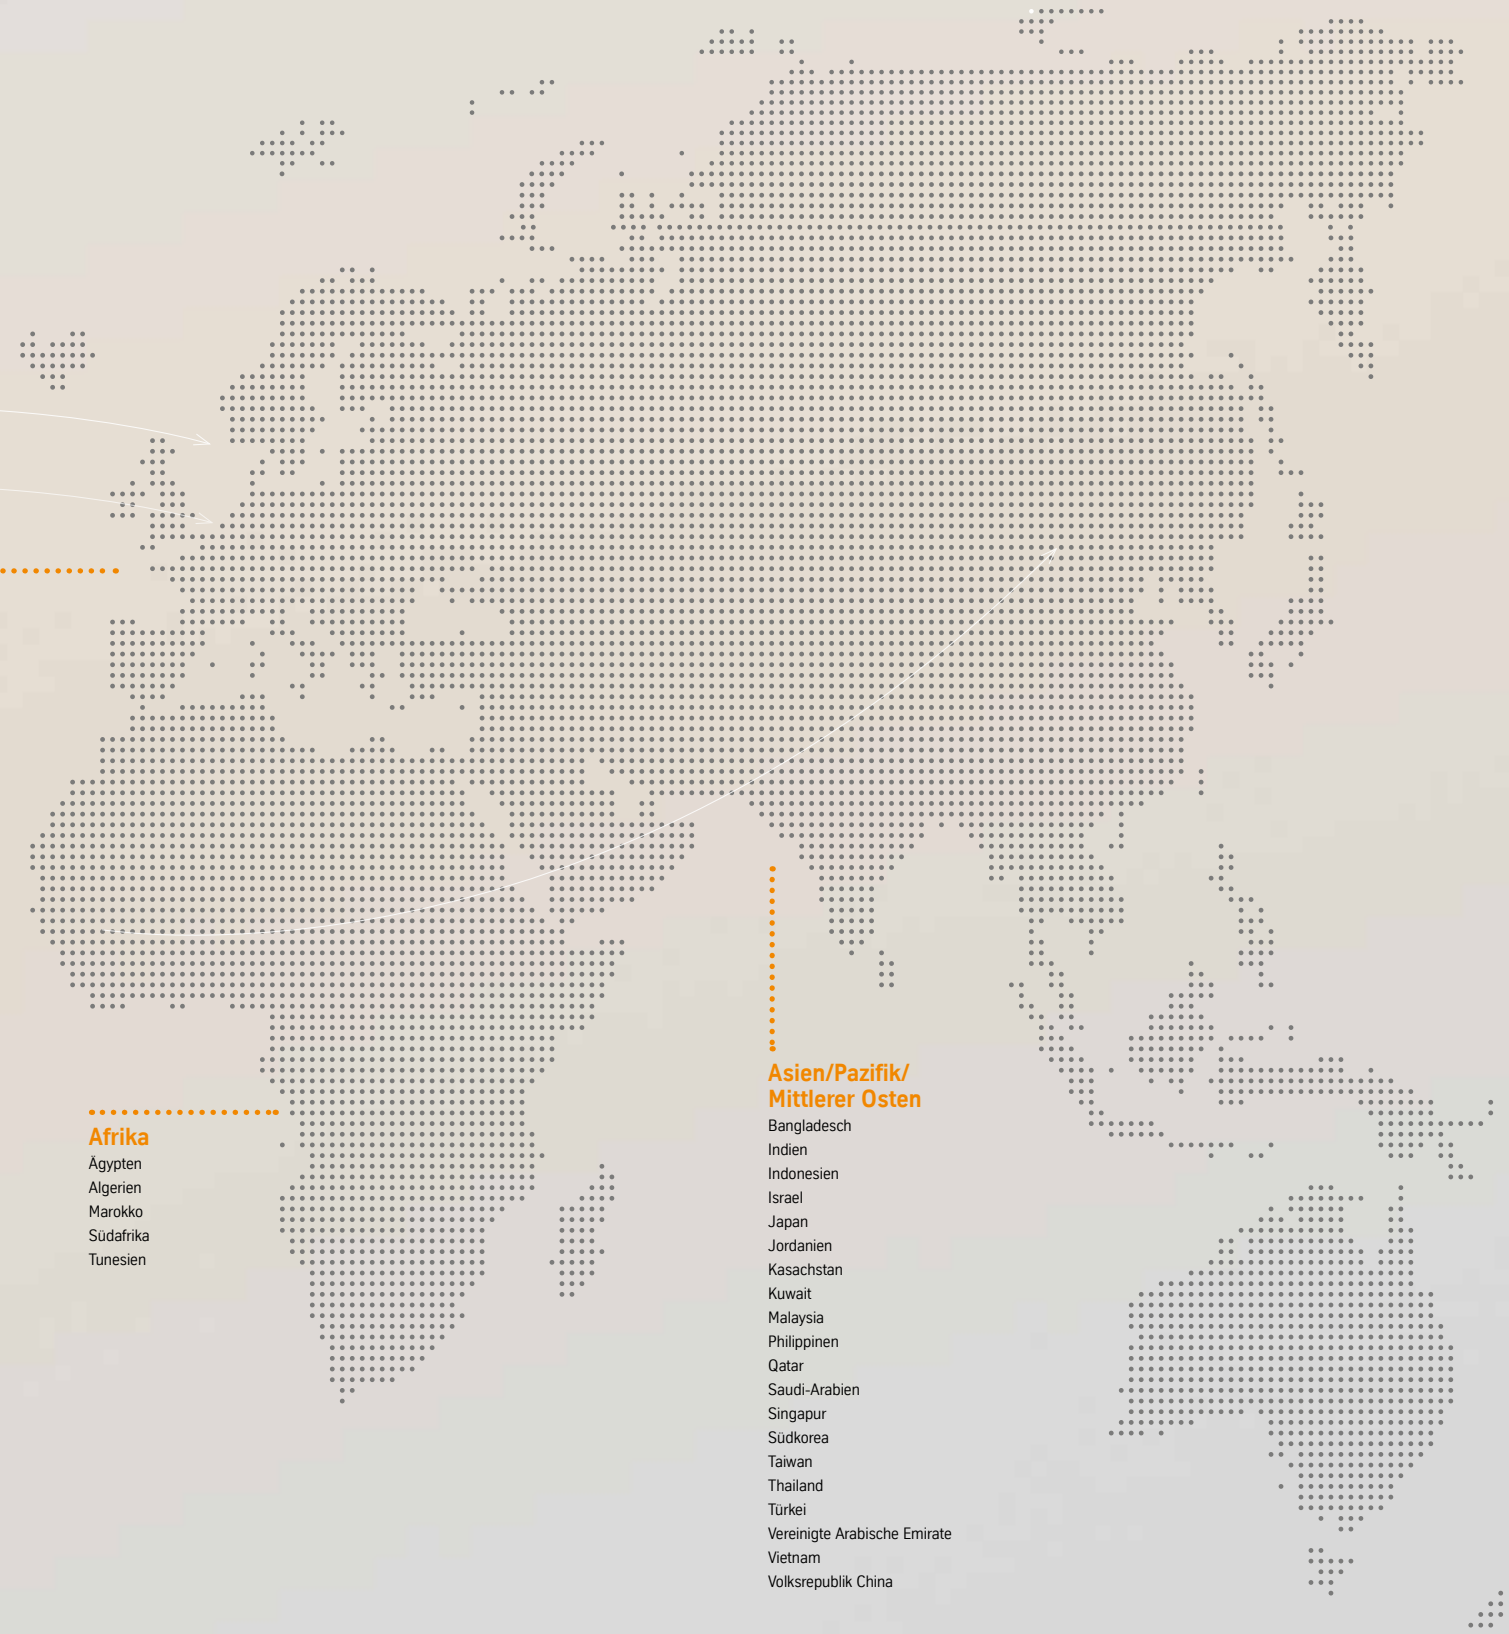 Afrika
Ägypten
Algerien
Marokko
Südafrika
Tunesien
Asien/Pazifik/
Mittlerer Osten
Bangladesch
Indien
Indonesien
Israel
Japan
Jordanien
Kasachstan
Kuwait
Malaysia
Philippinen
Qatar
Saudi-Arabien
Singapur
Südkorea
Taiwan
Thailand
Türkei
Vereinigte Arabische Emirate
Vietnam
Volksrepublik China